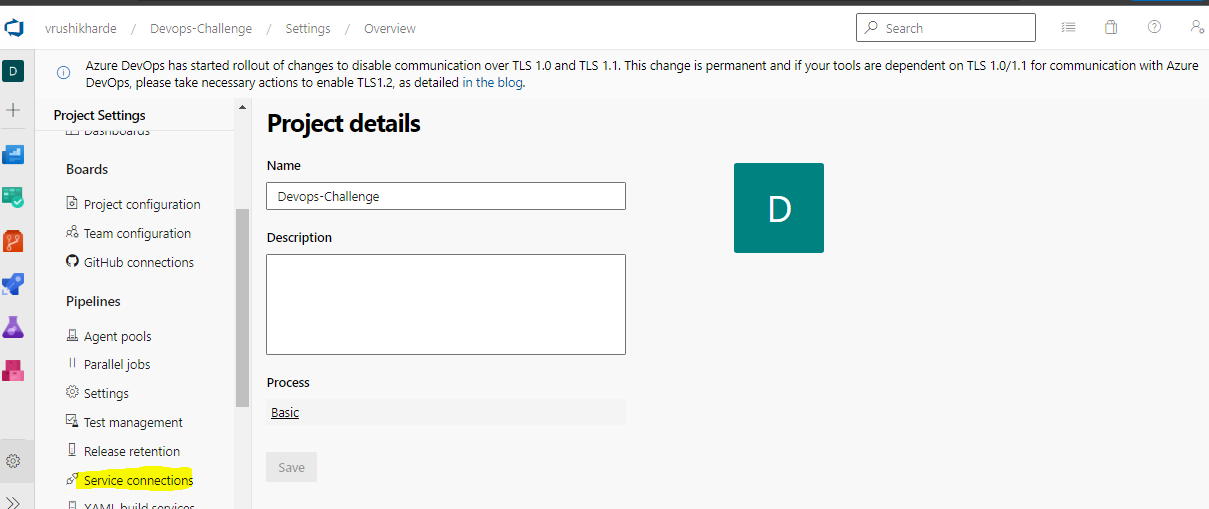 vrushikharde / Devops-Challenge / Settings / Overview
Search
D
Azure DevOps has started rollout of changes to disable communication over TLS 1.0 and TLS 1.1. This change is permanent and if your tools are dependent on TLS 1.0/1.1 for communication with Azure
DevOps, please take necessary actions to enable TLS1.2, as detailed in the blog.
Project Settings
Dashboards
Boards
Project configuration
Team configuration
GitHub connections
Pipelines
Agent pools
Parallel jobs
Settings
Test management
Release retention
Service connections
YAML build services
Project details
Name
Devops-Challenge
Description
Process
Basic
Save
D